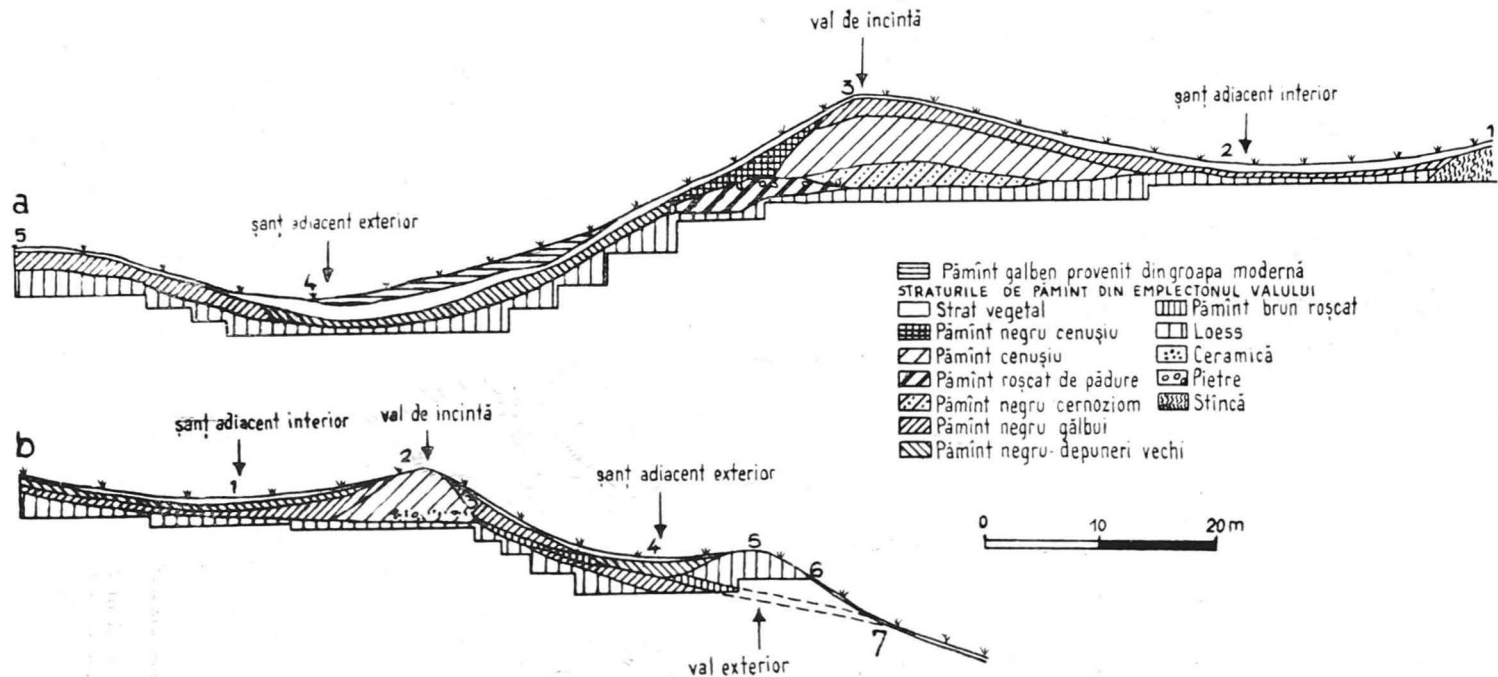 val de incintă
3
șanț adiacent interior
1
2
a
șanț adiacent exterior
5
4
Pămînt galben provenit din groapa modernă
STRATURILE DE PĂMÎNT DIN EMPLECTONUL VALULUI
Strat vegetal
Pămînt brun roșcat
Pămînt negru cenușiu
Loess
Pămînt cenușiu
Ceramică
Pămînt roșcat de pădure
Pietre
Pămînt negru cernoziom
Stîncă
Pămînt negru gălbui
Pămînt negru-depuneri vechi
b
șanț adiacent interior
val de incintă
2
1
3
șanț adiacent exterior
4
5
6
7
val exterior
0 10 20 m